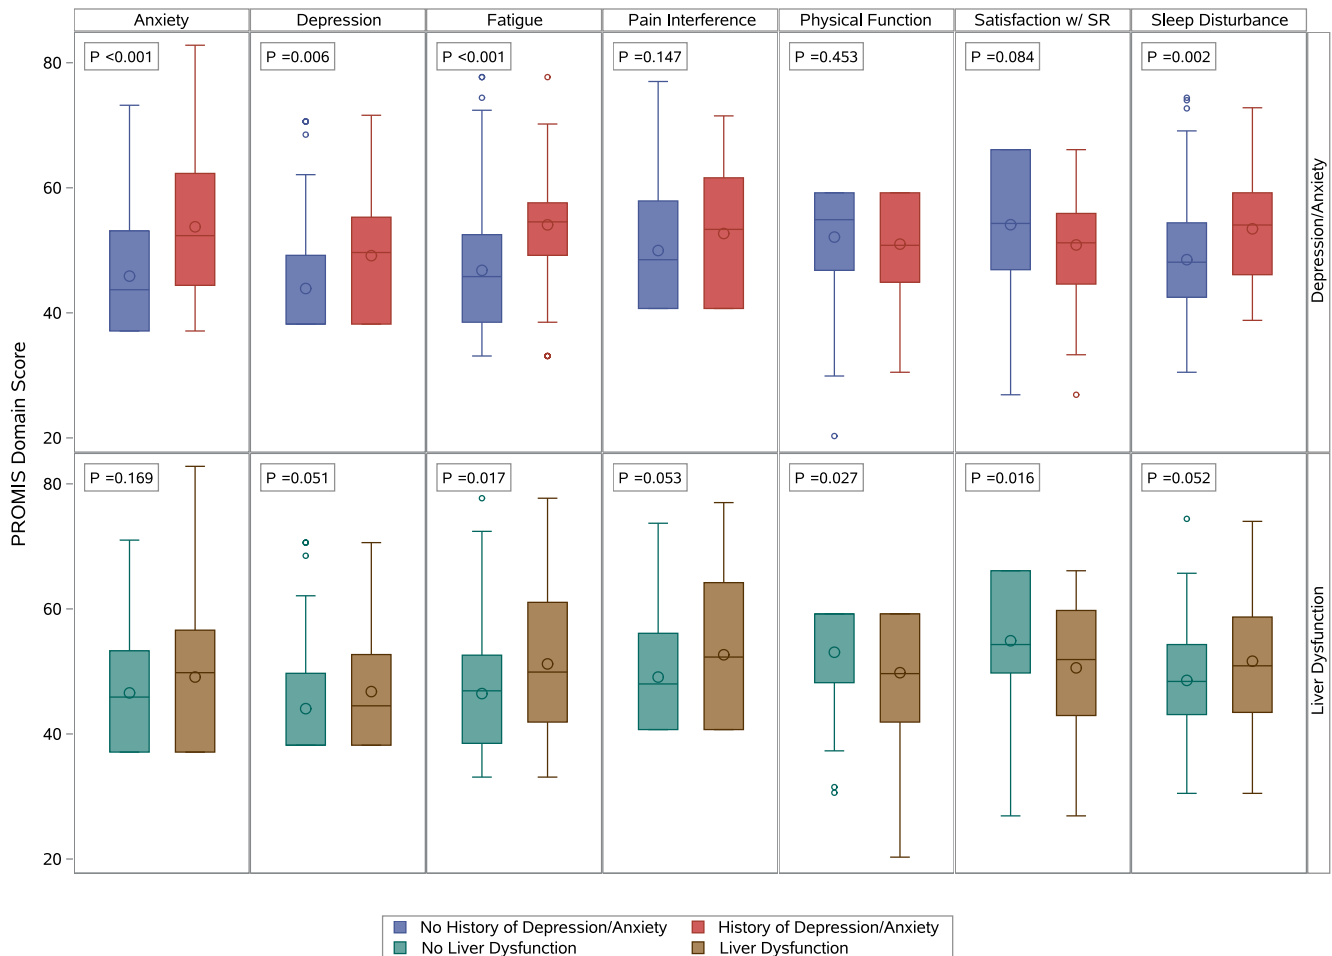 Anxiety Depression Fatigue Pain Interference Physical Function Satisfaction w/ SR Sleep Disturbance
P <0.001 P =0.006 P <0.001 P =0.147 P =0.453 P =0.084 P =0.002
80
60
40
20
Depression/Anxiety
PROMIS Domain Score
P =0.169 P =0.051 P =0.017 P =0.053 P =0.027 P =0.016 P =0.052
80
60
40
20
Liver Dysfunction
No History of Depression/Anxiety History of Depression/Anxiety
No Liver Dysfunction Liver Dysfunction